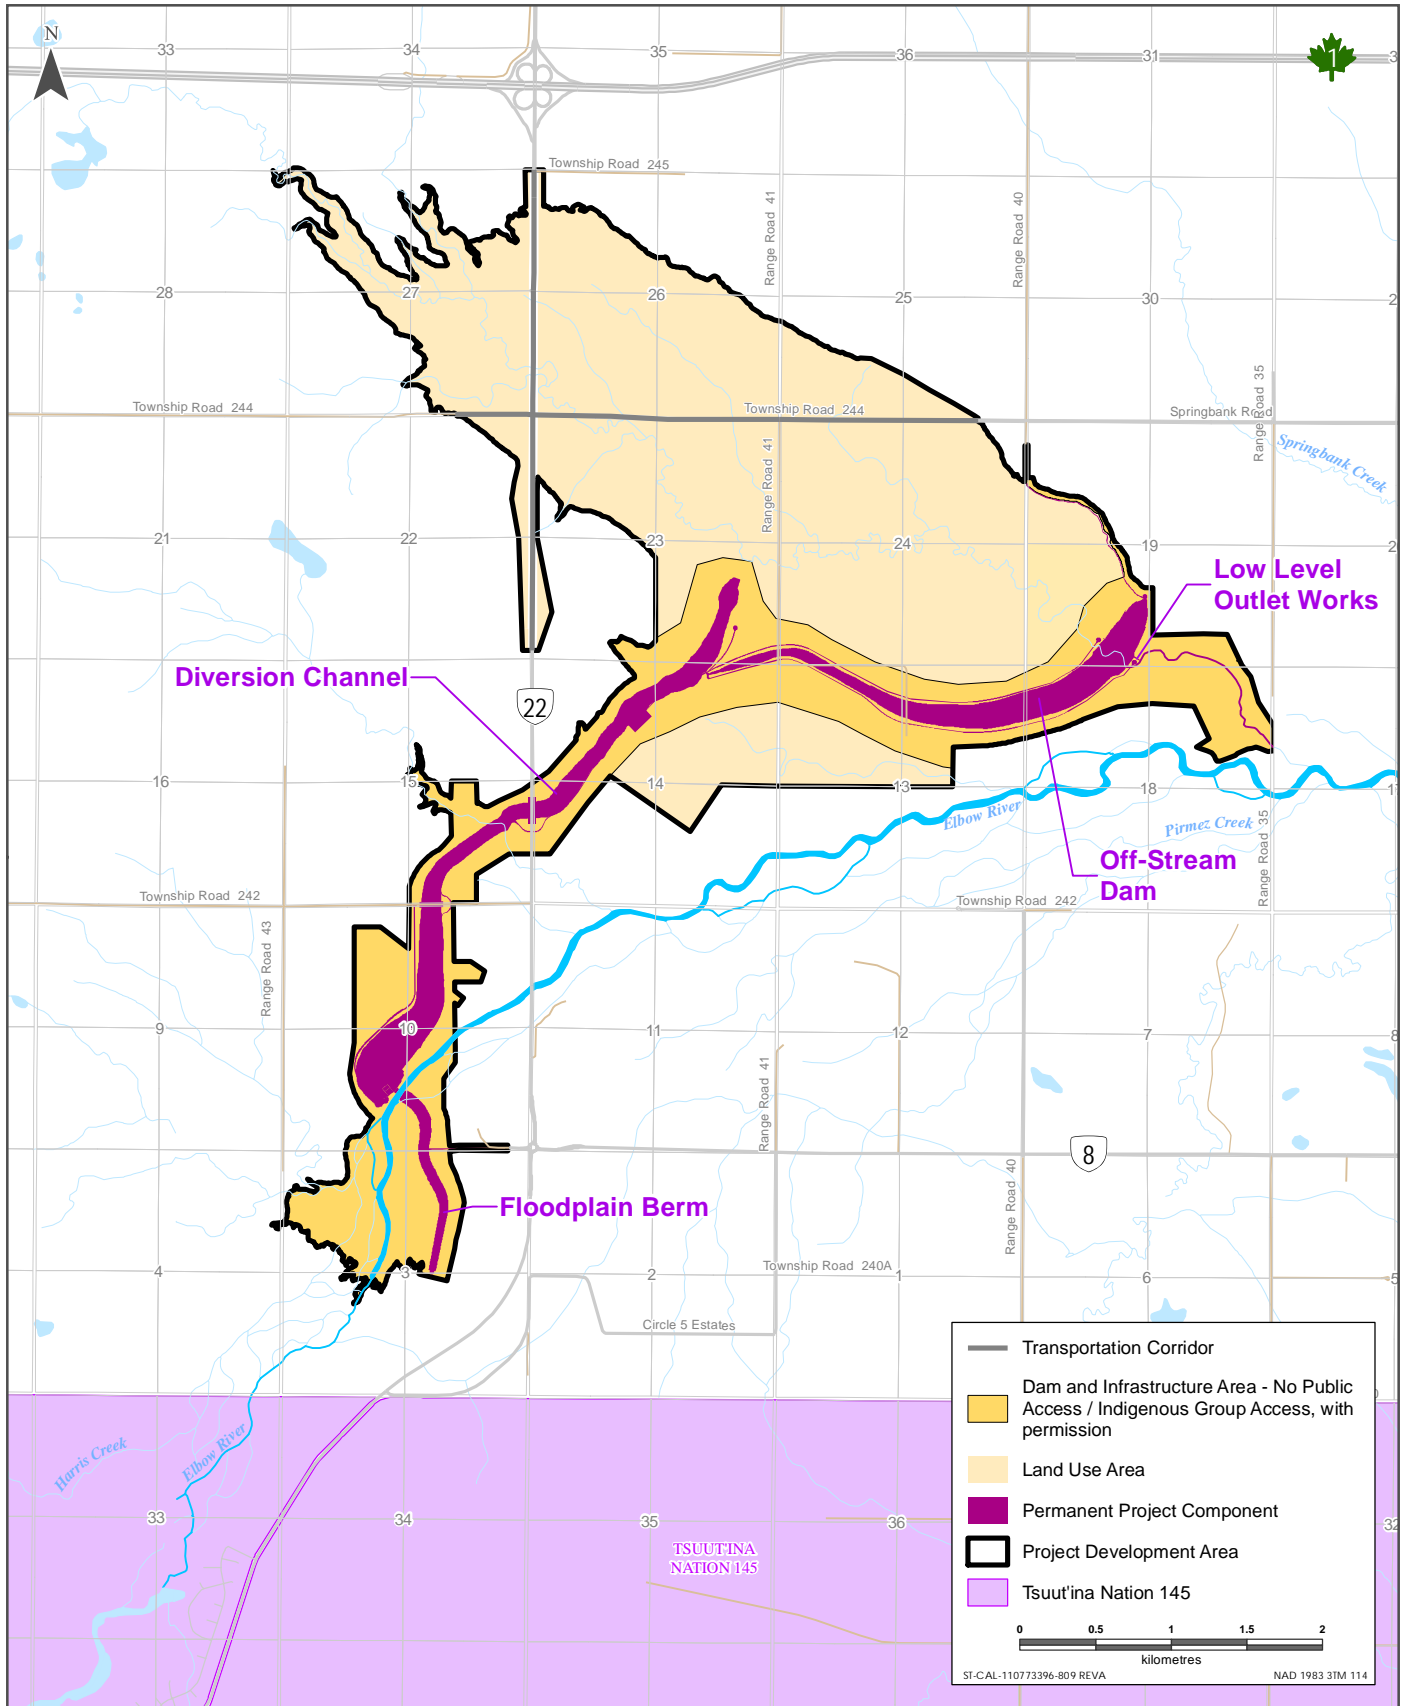 N
33
34
35
36
31
1
3
Township Road 245
Range Road 41
Range Road 40
28
27
26
25
30
2
Range Road 35
Township Road 244
Township Road 244
Springbank Road
Range Road 41
Springbank Creek
21
22
23
24
19
2
Low Level
Outlet Works
Diversion Channel
22
16
15
14
13
18
17
Elbow River
Pirmez Creek
Range Road 35
Off-Stream
Dam
Township Road 242
Township Road 242
Range Road 43
9
10
11
12
7
8
Range Road 41
8
Range Road 40
Floodplain Berm
4
3
2
Township Road 240A
1
6
5
Circle 5 Estates
Harris Creek
Elbow River
33
34
35
36
32
TSUUT'INA
NATION 145
Transportation Corridor
Dam and Infrastructure Area - No Public
Access / Indigenous Group Access, with
permission
Land Use Area
Permanent Project Component
Project Development Area
Tsuut'ina Nation 145
0 0.5 1 1.5 2
kilometres
ST-CAL-110773396-809 REVA
NAD 1983 3TM 114